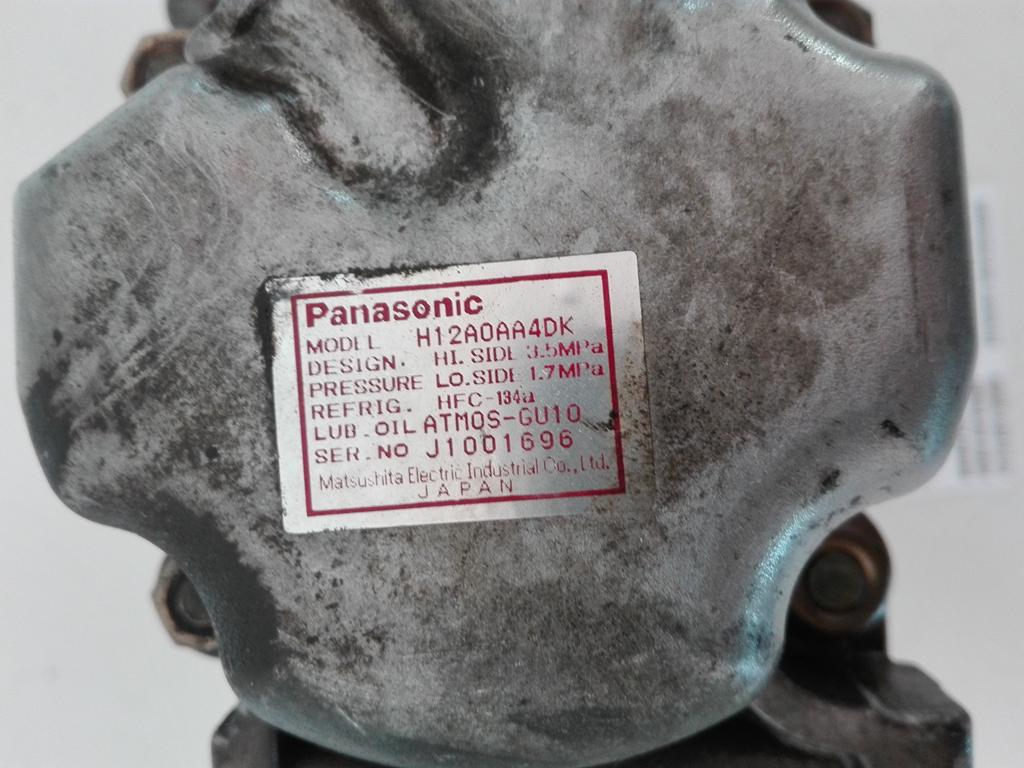 Panasonic
MODEL H12A0AA4DK
DESIGN. HI. SIDE 3.5MPa
PRESSURE LO. SIDE 1.7MPa
REFRIG. HFC-134a
LUB. OIL ATMOS-GU10
SER. NO J1001696
Matsushita Electric Industrial Co., Ltd.
JAPAN